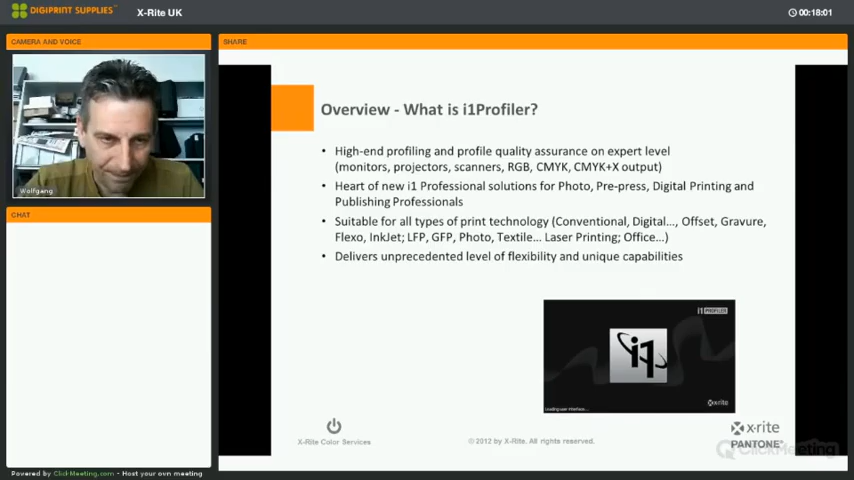 DIGIPRINT SUPPLIES™
X-Rite UK
00:18:01
CAMERA AND VOICE
SHARE
Overview - What is i1Profiler?
• High-end profiling and profile quality assurance on expert level
(monitors, projectors, scanners, RGB, CMYK, CMYK+X output)
• Heart of new i1 Professional solutions for Photo, Pre-press, Digital Printing and
Publishing Professionals
• Suitable for all types of print technology (Conventional, Digital..., Offset, Gravure,
Flexo, InkJet; LFP, GFP, Photo, Textile... Laser Printing; Office...)
• Delivers unprecedented level of flexibility and unique capabilities
Wolfgang
CHAT
i1 PROFILER
i1
Loading user interface...
x-rite
X-Rite Color Services
© 2012 by X-Rite. All rights reserved.
x-rite
PANTONE
ClickMeeting
Powered by ClickMeeting.com - Host your own meeting